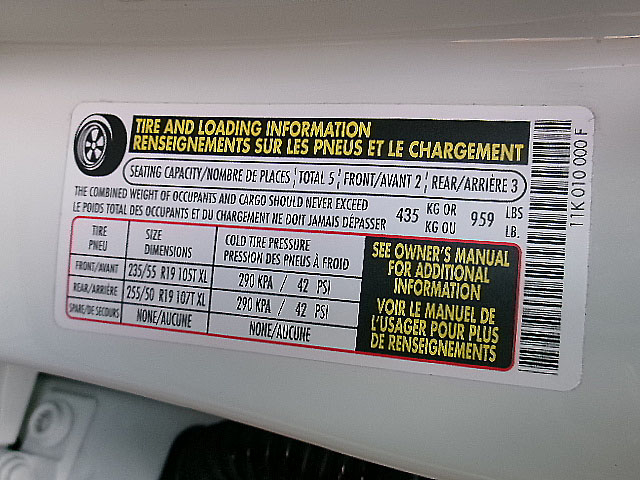 TIRE AND LOADING INFORMATION
RENSEIGNEMENTS SUR LES PNEUS ET LE CHARGEMENT
SEATING CAPACITY/NOMBRE DE PLACES TOTAL 5 FRONT/AVANT 2 REAR/ARRIÈRE 3
THE COMBINED WEIGHT OF OCCUPANTS AND CARGO SHOULD NEVER EXCEED
LE POIDS TOTAL DES OCCUPANTS ET DU CHARGEMENT NE DOIT JAMAIS DÉPASSER
435 KG OR 959 LBS
KG OU LB.
TIRE
PNEU
SIZE
DIMENSIONS
COLD TIRE PRESSURE
PRESSION DES PNEUS À FROID
FRONT/AVANT 235/55 R19 105T XL 290 KPA / 42 PSI
REAR/ARRIÈRE 255/50 R19 107T XL 290 KPA / 42 PSI
SPARE/DE SECOURS NONE/AUCUNE NONE/AUCUNE
SEE OWNER'S MANUAL
FOR ADDITIONAL
INFORMATION
VOIR LE MANUEL DE
L'USAGER POUR PLUS
DE RENSEIGNEMENTS
11K 010 000 F